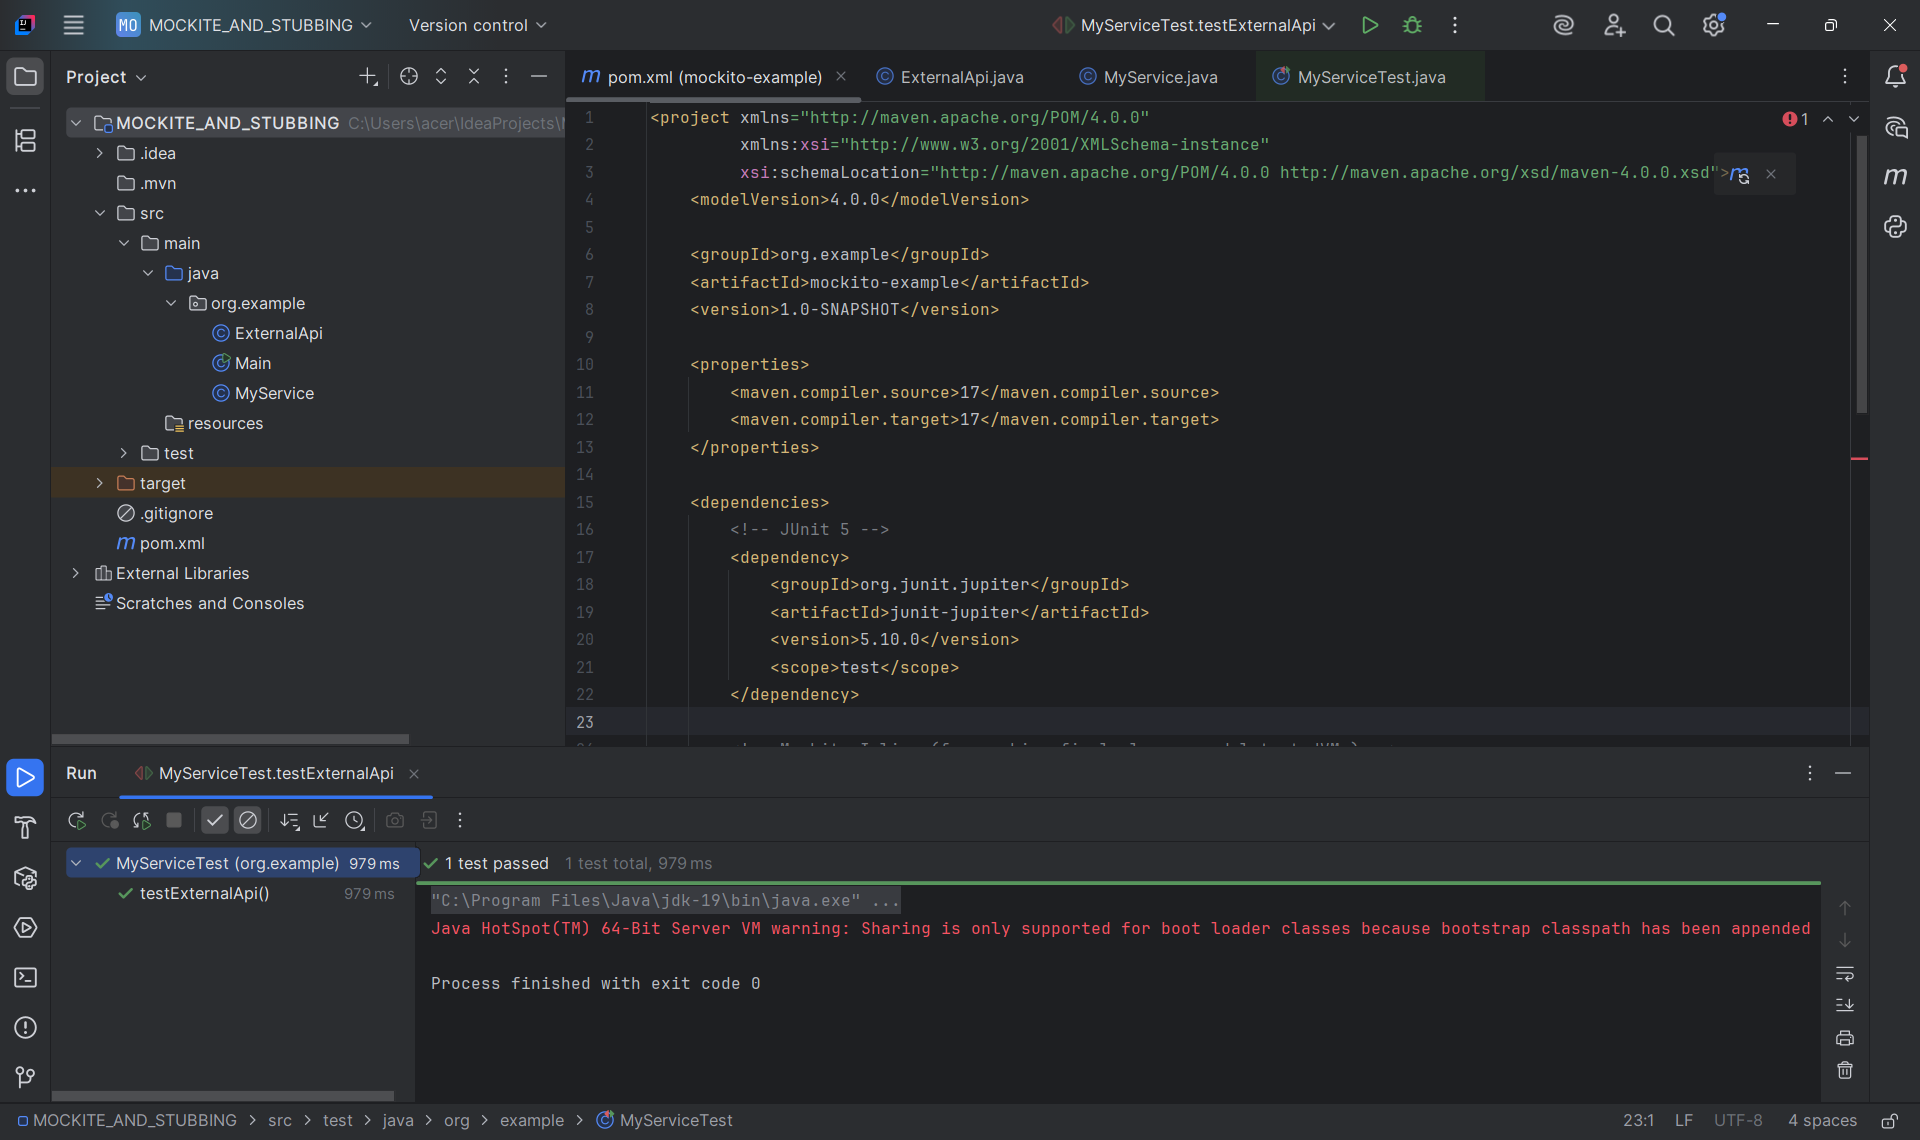 MO MOCKITE_AND_STUBBING Version control MyServiceTest.testExternalApi
Project
pom.xml (mockito-example) ExternalApi.java MyService.java MyServiceTest.java
MOCKITE_AND_STUBBING C:\Users\acer\IdeaProjects\
.idea
.mvn
src
main
java
org.example
ExternalApi
Main
MyService
resources
test
target
.gitignore
pom.xml
External Libraries
Scratches and Consoles
1 <project xmlns="http://maven.apache.org/POM/4.0.0"
2 xmlns:xsi="http://www.w3.org/2001/XMLSchema-instance"
3 xsi:schemaLocation="http://maven.apache.org/POM/4.0.0 http://maven.apache.org/xsd/maven-4.0.0.xsd">
4 <modelVersion>4.0.0</modelVersion>
5
6 <groupId>org.example</groupId>
7 <artifactId>mockito-example</artifactId>
8 <version>1.0-SNAPSHOT</version>
9
10 <properties>
11 <maven.compiler.source>17</maven.compiler.source>
12 <maven.compiler.target>17</maven.compiler.target>
13 </properties>
14
15 <dependencies>
16 <!-- JUnit 5 -->
17 <dependency>
18 <groupId>org.junit.jupiter</groupId>
19 <artifactId>junit-jupiter</artifactId>
20 <version>5.10.0</version>
21 <scope>test</scope>
22 </dependency>
23
1
Run MyServiceTest.testExternalApi
MyServiceTest (org.example) 979 ms
testExternalApi() 979 ms
1 test passed 1 test total, 979 ms
"C:\Program Files\Java\jdk-19\bin\java.exe" ...
Java HotSpot(TM) 64-Bit Server VM warning: Sharing is only supported for boot loader classes because bootstrap classpath has been appended
Process finished with exit code 0
MOCKITE_AND_STUBBING > src > test > java > org > example > MyServiceTest
23:1 LF UTF-8 4 spaces